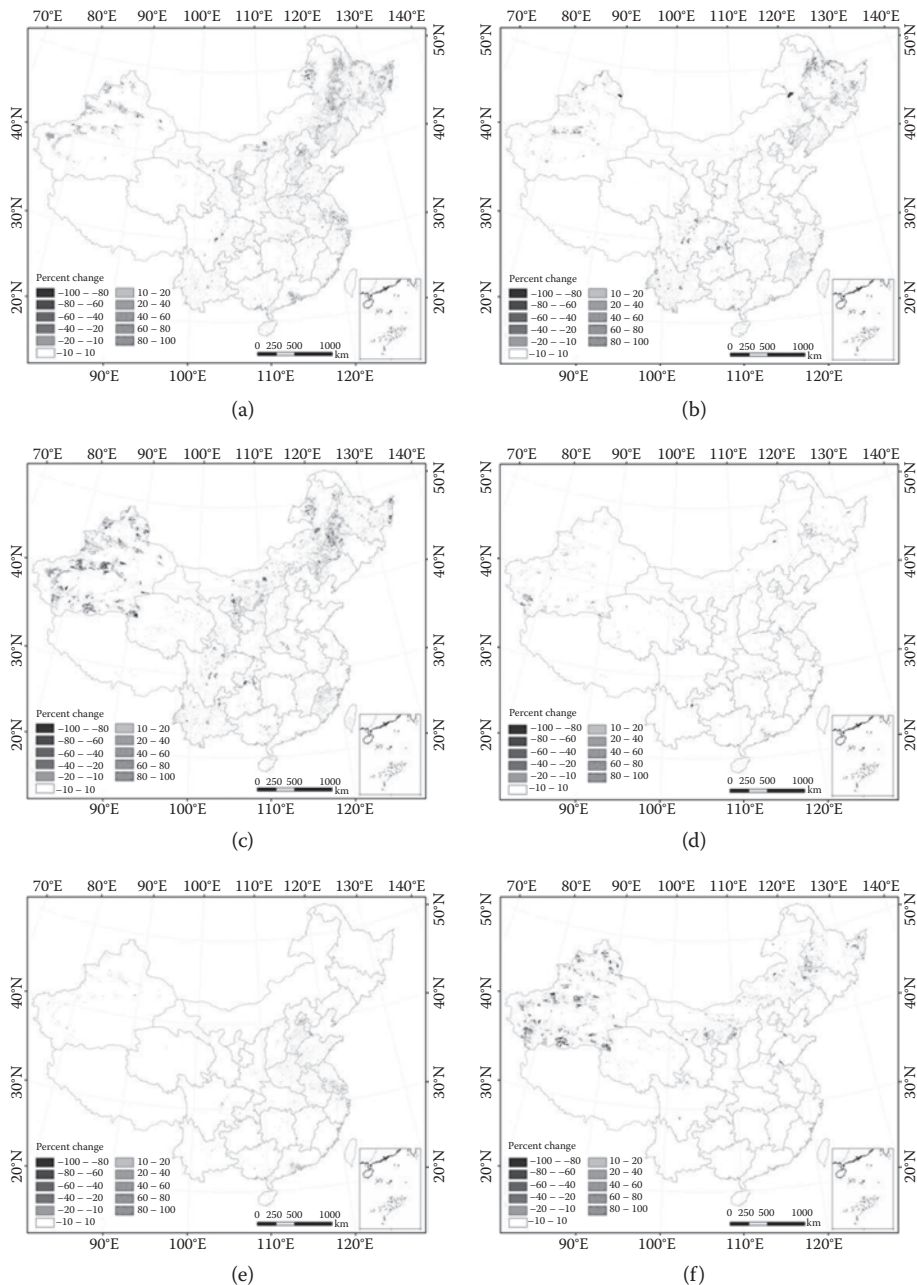 70°E 80°E 90°E 100°E 110°E 120°E 130°E 140°E
50°N
40°N
30°N
20°N
50°N
40°N
30°N
20°N
Percent change
–100 – –80
–80 – –60
–60 – –40
–40 – –20
–20 – –10
–10 – 10
10 – 20
20 – 40
40 – 60
60 – 80
80 – 100
0 250 500 1000
km
90°E 100°E 110°E 120°E
(a)
70°E 80°E 90°E 100°E 110°E 120°E 130°E 140°E
50°N
40°N
30°N
20°N
Percent change
–100 – –80
–80 – –60
–60 – –40
–40 – –20
–20 – –10
–10 – 10
10 – 20
20 – 40
40 – 60
60 – 80
80 – 100
0 250 500 1000
km
90°E 100°E 110°E 120°E
(b)
70°E 80°E 90°E 100°E 110°E 120°E 130°E 140°E
50°N
40°N
30°N
20°N
50°N
40°N
30°N
20°N
Percent change
–100 – –80
–80 – –60
–60 – –40
–40 – –20
–20 – –10
–10 – 10
10 – 20
20 – 40
40 – 60
60 – 80
80 – 100
0 250 500 1000
km
90°E 100°E 110°E 120°E
(c)
70°E 80°E 90°E 100°E 110°E 120°E 130°E 140°E
50°N
40°N
30°N
20°N
Percent change
–100 – –80
–80 – –60
–60 – –40
–40 – –20
–20 – –10
–10 – 10
10 – 20
20 – 40
40 – 60
60 – 80
80 – 100
0 250 500 1000
km
90°E 100°E 110°E 120°E
(d)
70°E 80°E 90°E 100°E 110°E 120°E 130°E 140°E
50°N
40°N
30°N
20°N
50°N
40°N
30°N
20°N
Percent change
–100 – –80
–80 – –60
–60 – –40
–40 – –20
–20 – –10
–10 – 10
10 – 20
20 – 40
40 – 60
60 – 80
80 – 100
0 250 500 1000
km
90°E 100°E 110°E 120°E
(e)
70°E 80°E 90°E 100°E 110°E 120°E 130°E 140°E
50°N
40°N
30°N
20°N
Percent change
–100 – –80
–80 – –60
–60 – –40
–40 – –20
–20 – –10
–10 – 10
10 – 20
20 – 40
40 – 60
60 – 80
80 – 100
0 250 500 1000
km
90°E 100°E 110°E 120°E
(f)